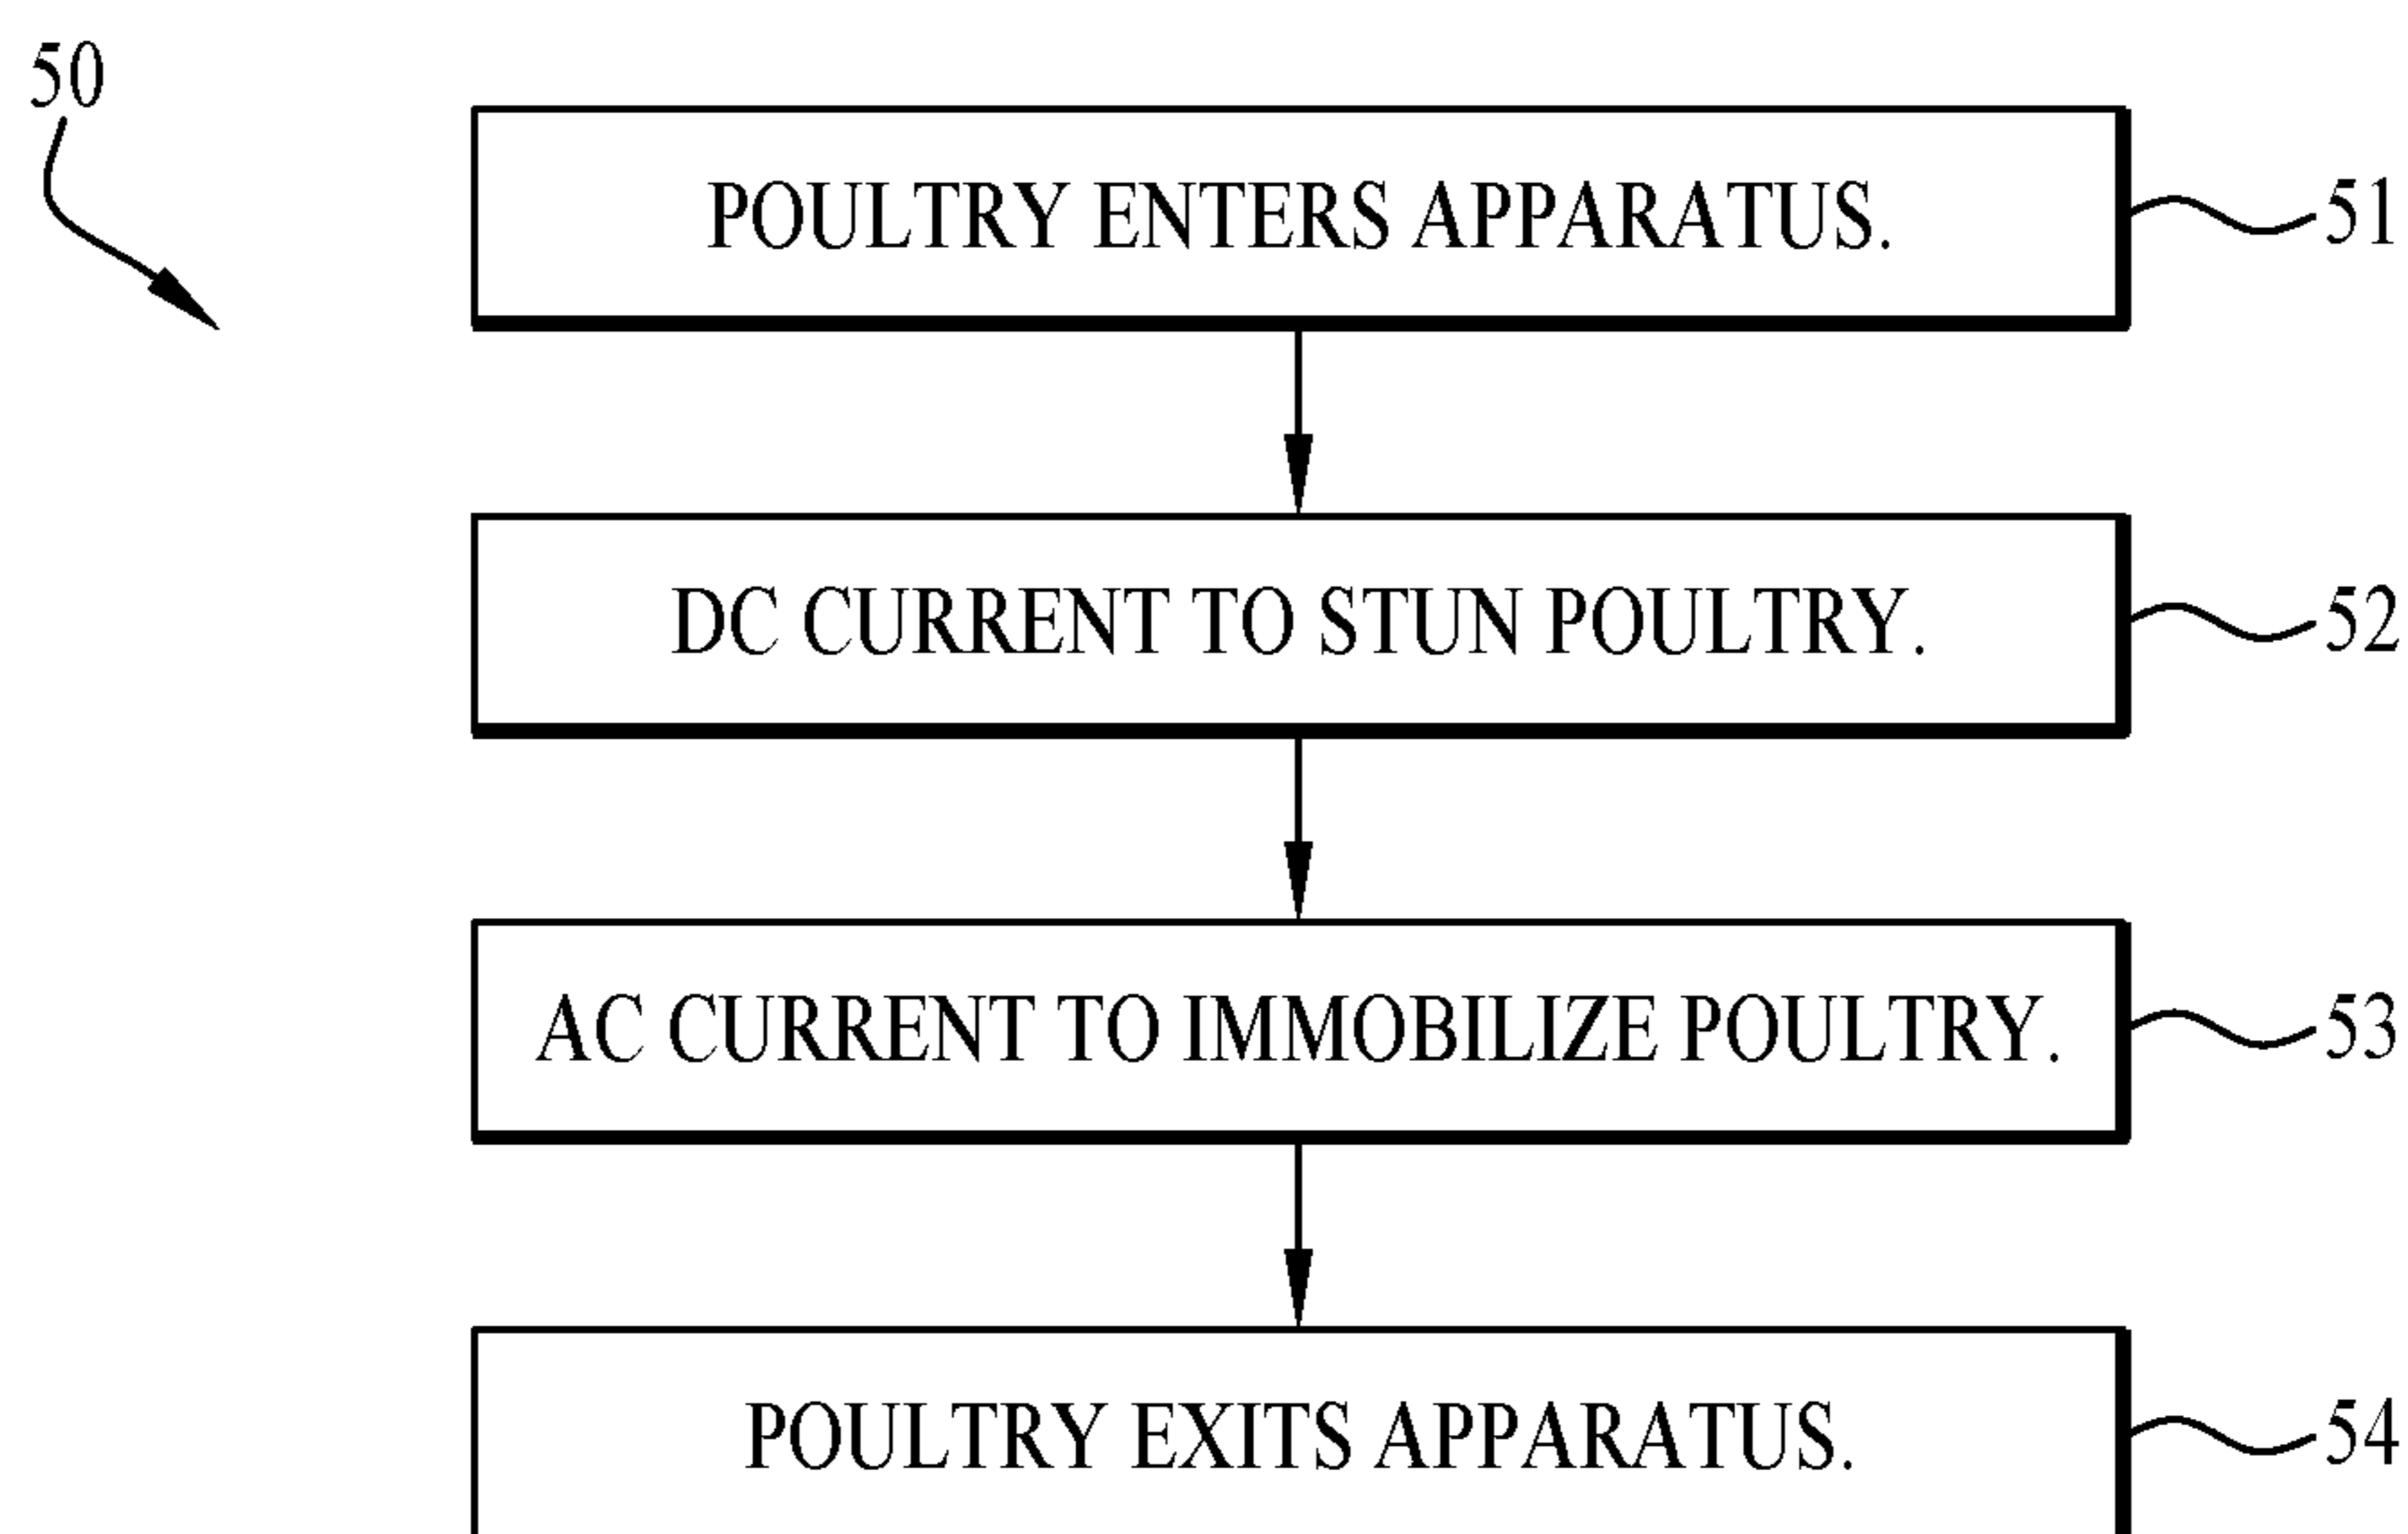 50
POULTRY ENTERS APPARATUS.
51
DC CURRENT TO STUN POULTRY.
52
AC CURRENT TO IMMOBILIZE POULTRY.
53
POULTRY EXITS APPARATUS.
54